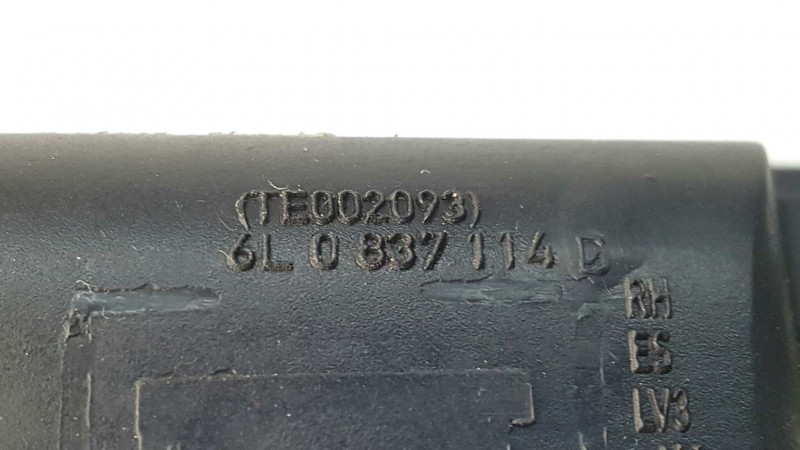 (TE002093)
6L 0 837 114 D
RH
ES
LV3